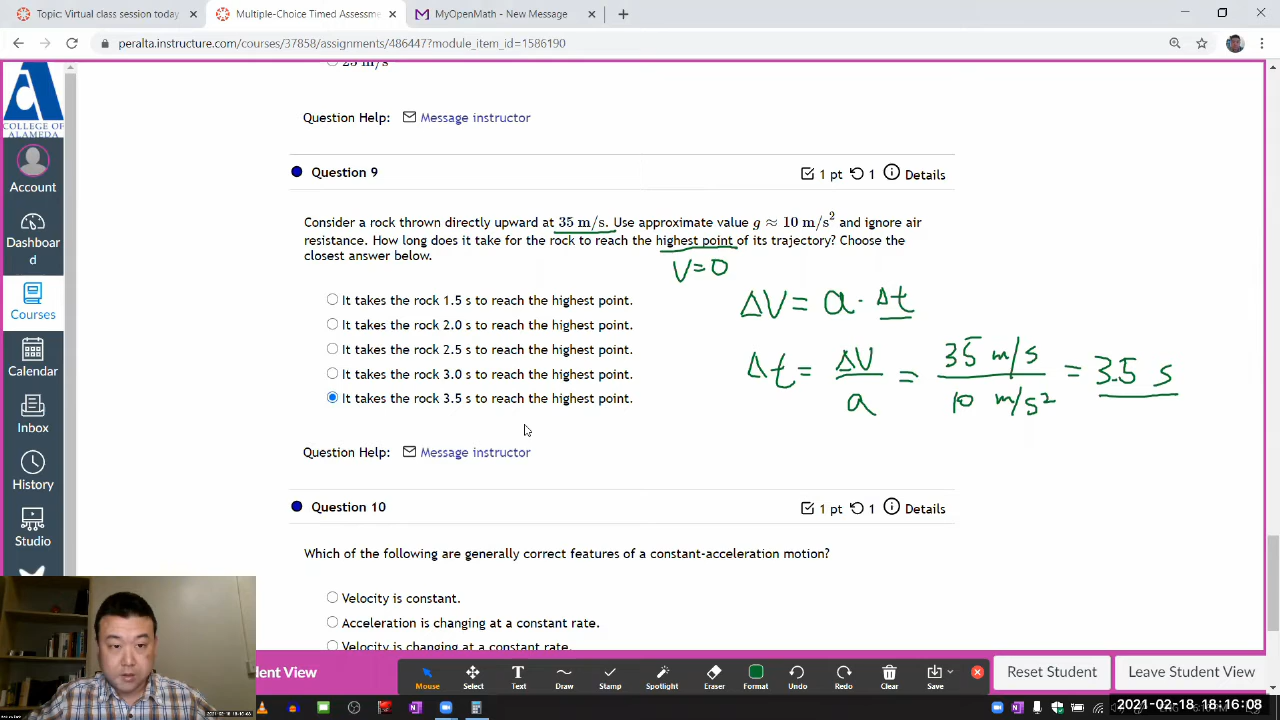 Topic: Virtual class session today
Multiple-Choice Timed Assessme
MyOpenMath - New Message
peralta.instructure.com/courses/37858/assignments/486447?module_item_id=1586190
25 m/s
COLLEGE OF
ALAMEDA
Account
Dashboar
d
Courses
Calendar
Inbox
History
Studio
Question Help: Message instructor
Question 9
1 pt 1 Details
Consider a rock thrown directly upward at 35 m/s. Use approximate value g ≈ 10 m/s² and ignore air
resistance. How long does it take for the rock to reach the highest point of its trajectory? Choose the
closest answer below.
V=0
It takes the rock 1.5 s to reach the highest point.
It takes the rock 2.0 s to reach the highest point.
It takes the rock 2.5 s to reach the highest point.
It takes the rock 3.0 s to reach the highest point.
It takes the rock 3.5 s to reach the highest point.
ΔV = a · Δt
Δt = ΔV/a = 35 m/s / 10 m/s² = 3.5 s
Question Help: Message instructor
Question 10
1 pt 1 Details
Which of the following are generally correct features of a constant-acceleration motion?
Velocity is constant.
Acceleration is changing at a constant rate.
Velocity is changing at a constant rate.
dent View
Mouse Select Text Draw Stamp Spotlight Eraser Format Undo Redo Clear Save
Reset Student
Leave Student View
2021-02-18 18:16:08